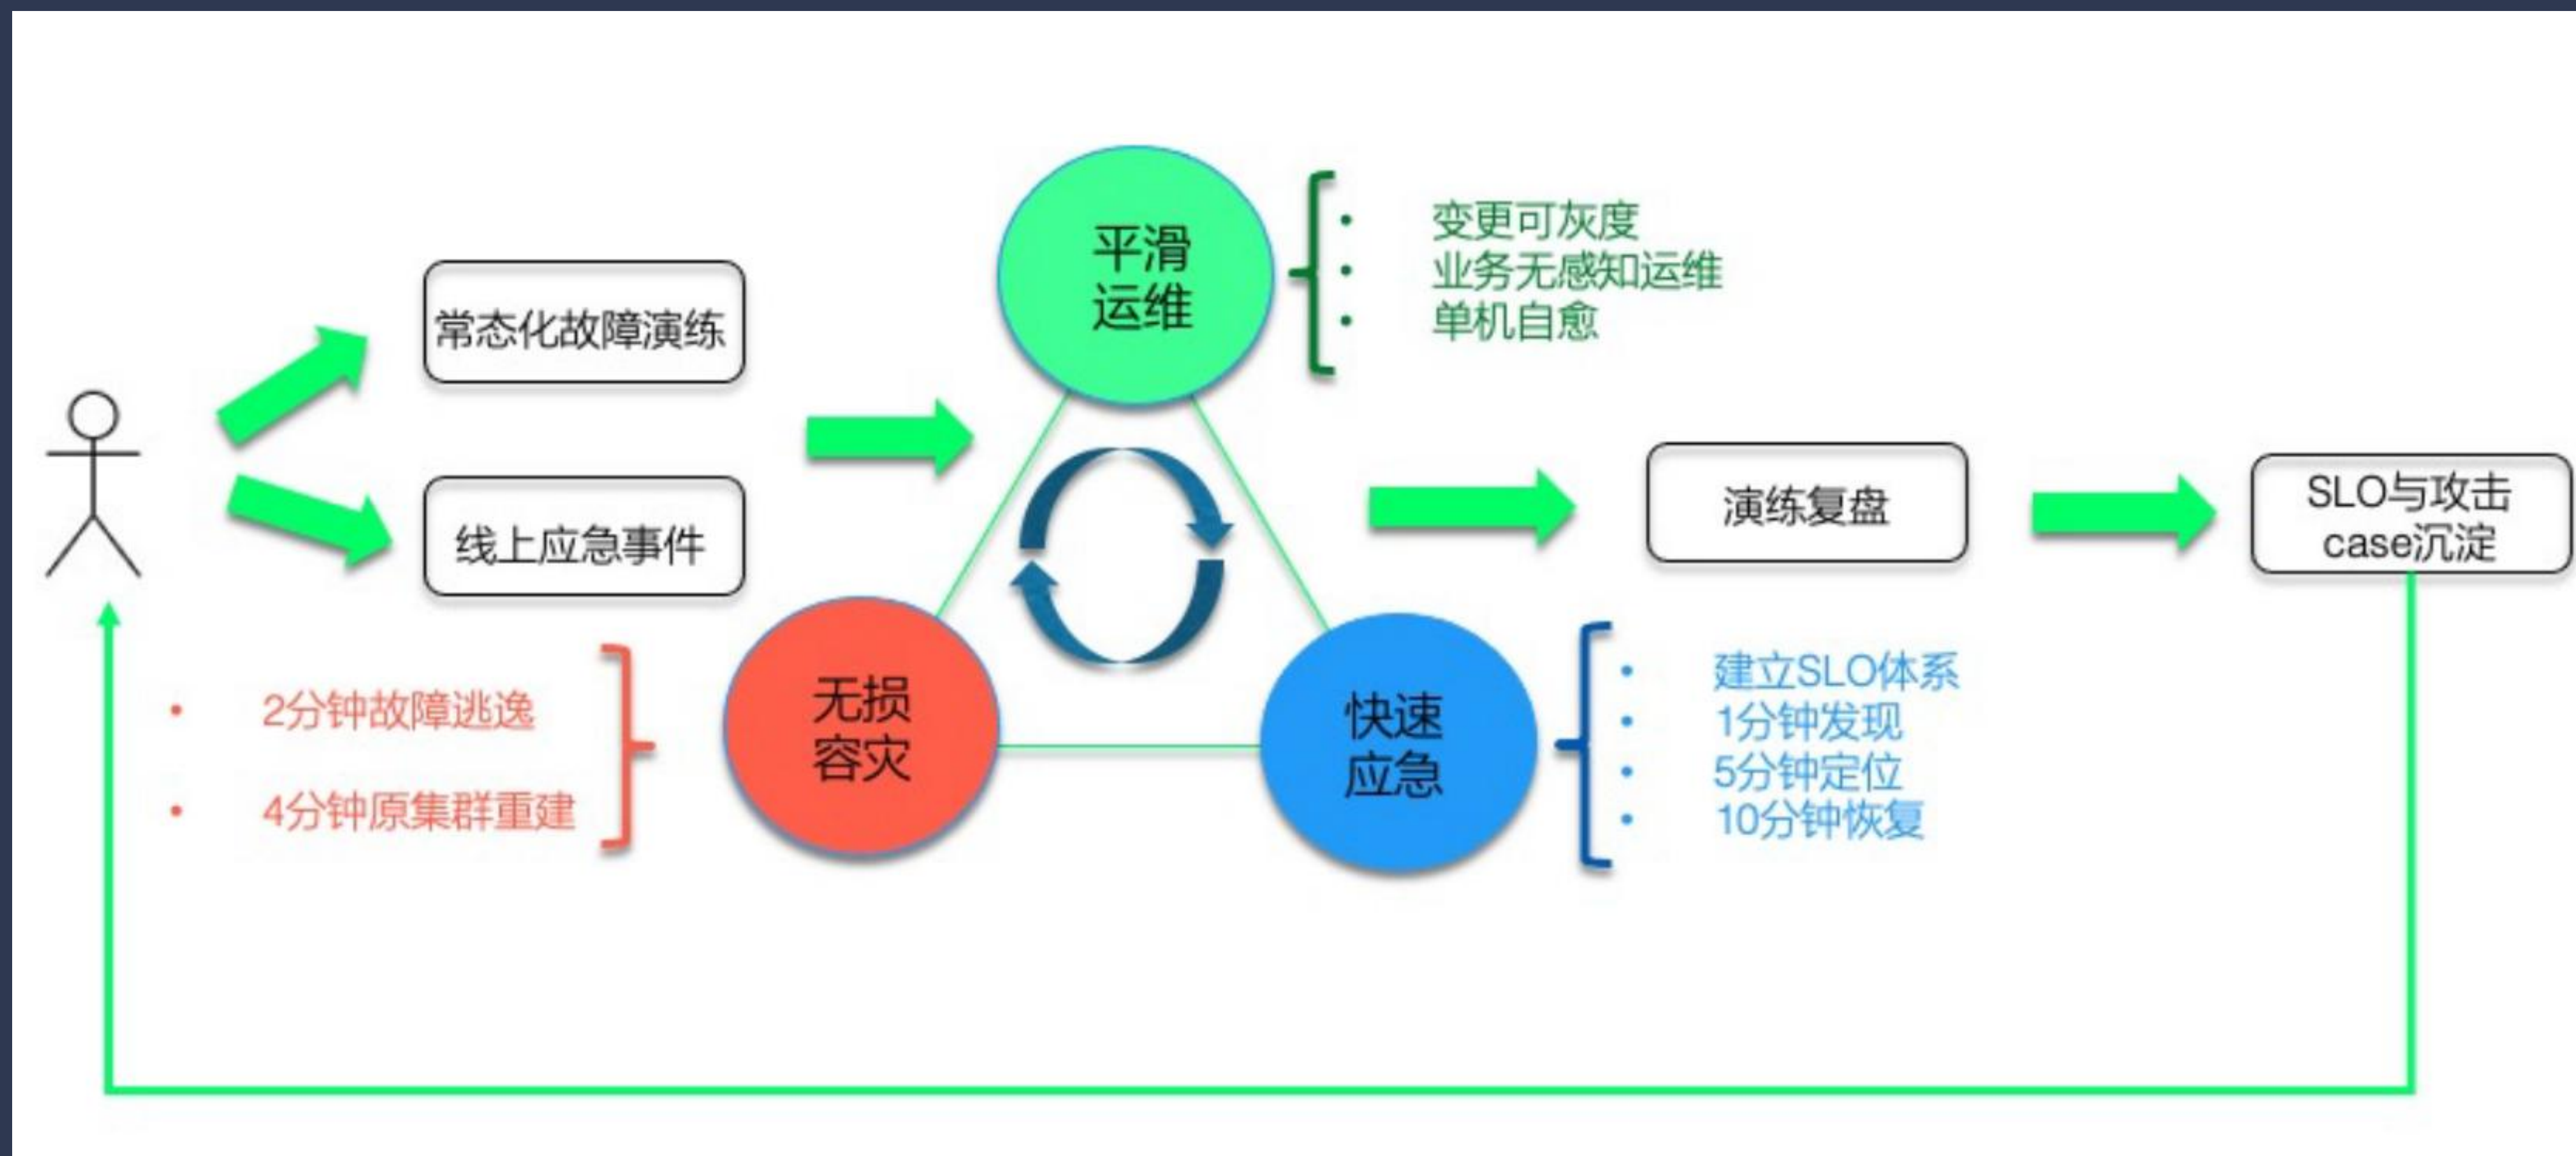 平滑
运维
• 变更可灰度
• 业务无感知运维
• 单机自愈
常态化故障演练
线上应急事件
演练复盘
SLO与攻击
case沉淀
• 2分钟故障逃逸
• 4分钟原集群重建
无损
容灾
快速
应急
• 建立SLO体系
• 1分钟发现
• 5分钟定位
• 10分钟恢复